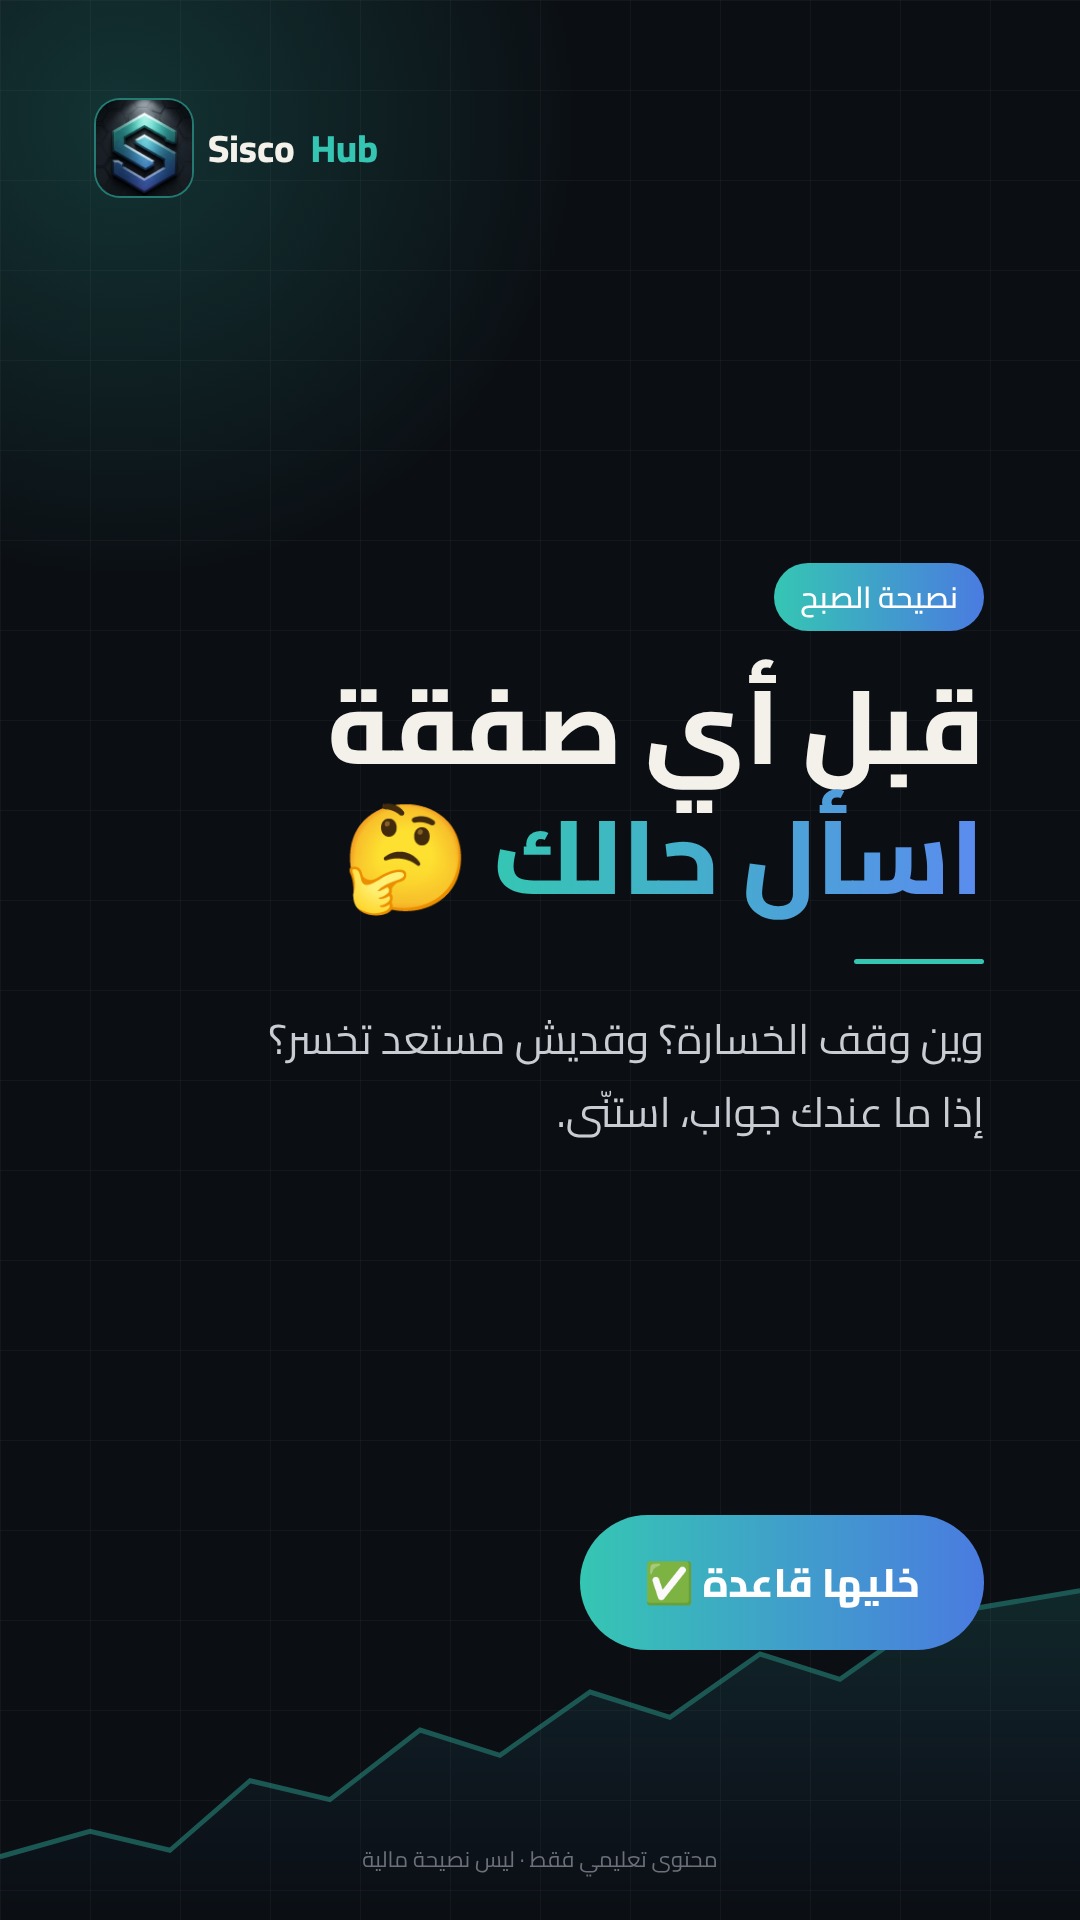 Sisco Hub
نصيحة الصبح
قبل أي صفقة
اسأل حالك 🤔
وين وقف الخسارة؟ وقديش مستعد تخسر؟
إذا ما عندك جواب، استنّى.
خليها قاعدة ✅
محتوى تعليمي فقط · ليس نصيحة مالية